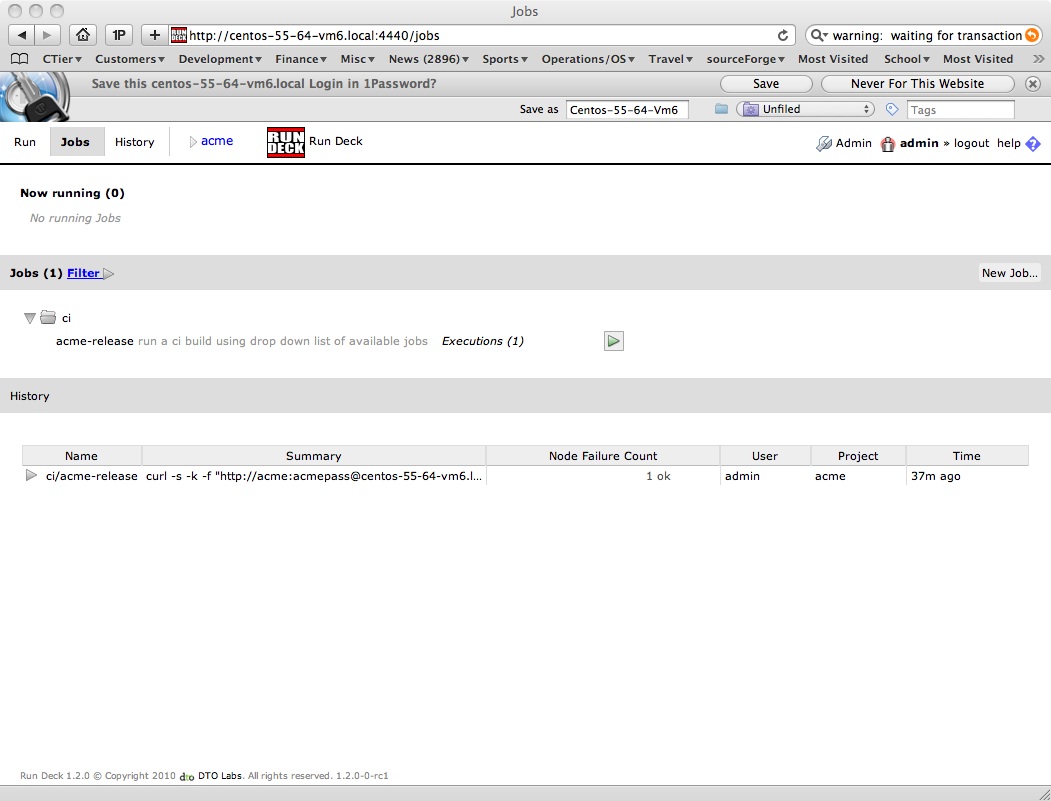 Jobs
1P
+
RUN DECK http://centos-55-64-vm6.local:4440/jobs
warning: waiting for transaction
CTier Customers Development Finance Misc News (2896) Sports Operations/OS Travel sourceForge Most Visited School Most Visited >>
Save this centos-55-64-vm6.local Login in 1Password? Save Never For This Website
Save as Centos-55-64-Vm6 Unfiled Tags
Run Jobs History acme RUN DECK Run Deck Admin admin » logout help ?
Now running (0)
No running Jobs
Jobs (1) Filter New Job...
ci
acme-release run a ci build using drop down list of available jobs Executions (1)
History
Name Summary Node Failure Count User Project Time
ci/acme-release curl -s -k -f "http://acme:acmepass@centos-55-64-vm6.l... 1 ok admin acme 37m ago
Run Deck 1.2.0 © Copyright 2010 dto DTO Labs. All rights reserved. 1.2.0-0-rc1